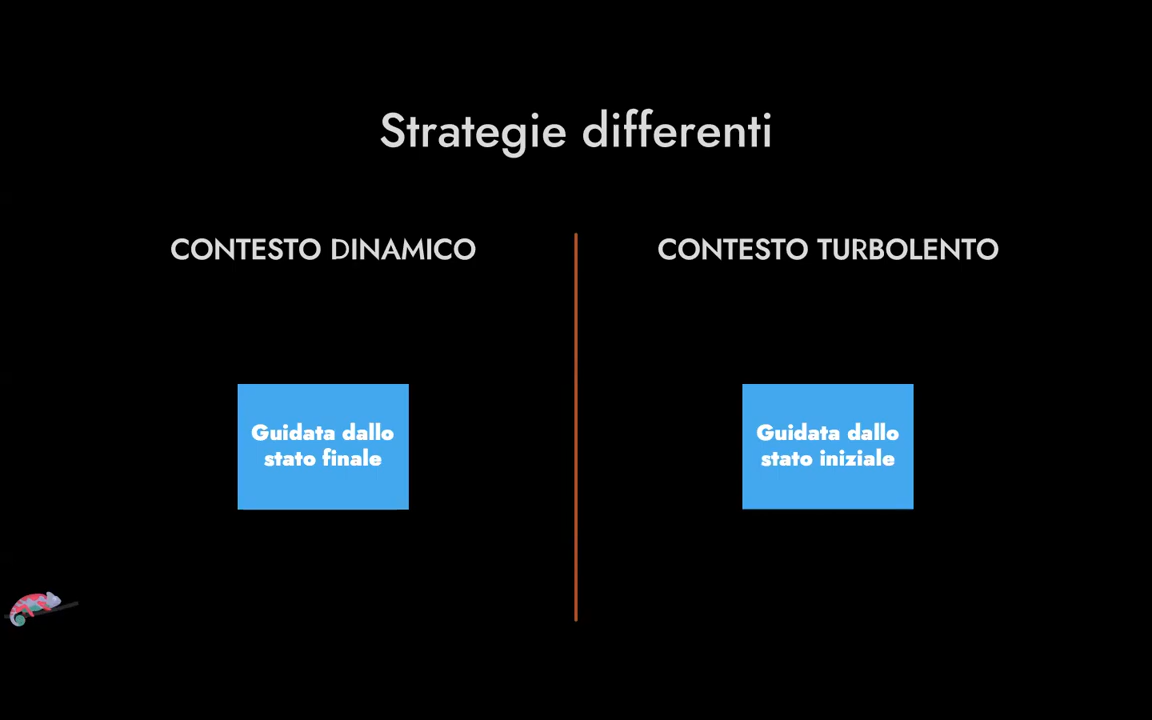 Strategie differenti
CONTESTO DINAMICO
Guidata dallo
stato finale
CONTESTO TURBOLENTO
Guidata dallo
stato iniziale